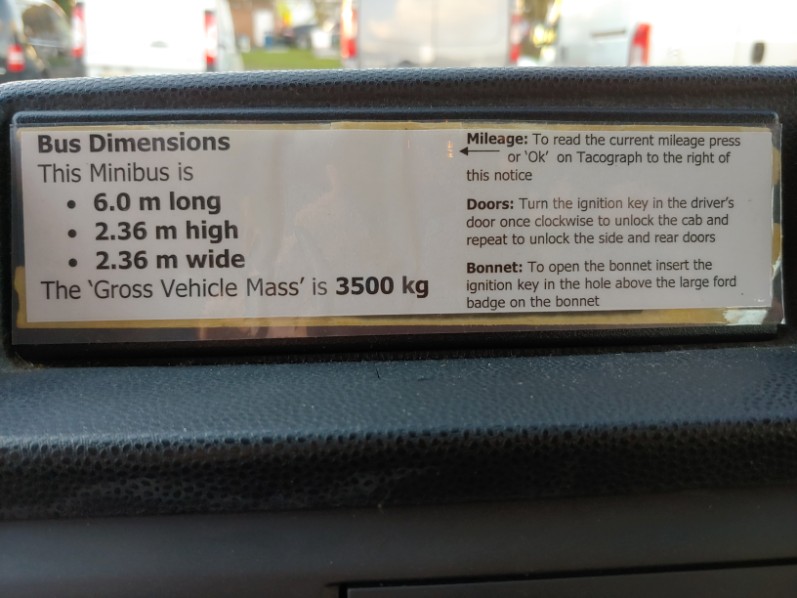 Bus Dimensions
This Minibus is
• 6.0 m long
• 2.36 m high
• 2.36 m wide
The ‘Gross Vehicle Mass’ is 3500 kg
Mileage: To read the current mileage press
← or ‘Ok’ on Tacograph to the right of
this notice
Doors: Turn the ignition key in the driver’s
door once clockwise to unlock the cab and
repeat to unlock the side and rear doors
Bonnet: To open the bonnet insert the
ignition key in the hole above the large ford
badge on the bonnet